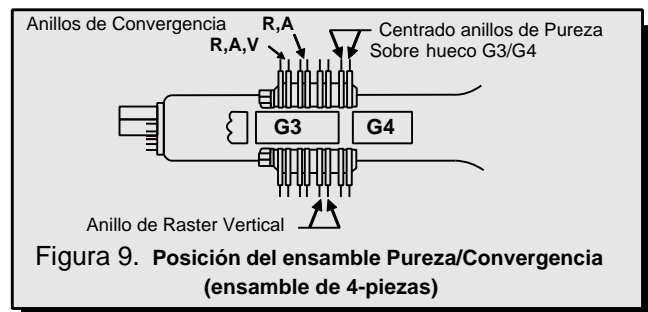 Anillos de Convergencia
R,A
R,A,V
Centrado anillos de Pureza
Sobre hueco G3/G4
G3
G4
Anillo de Raster Vertical
Figura 9. Posición del ensamble Pureza/Convergencia
(ensamble de 4-piezas)